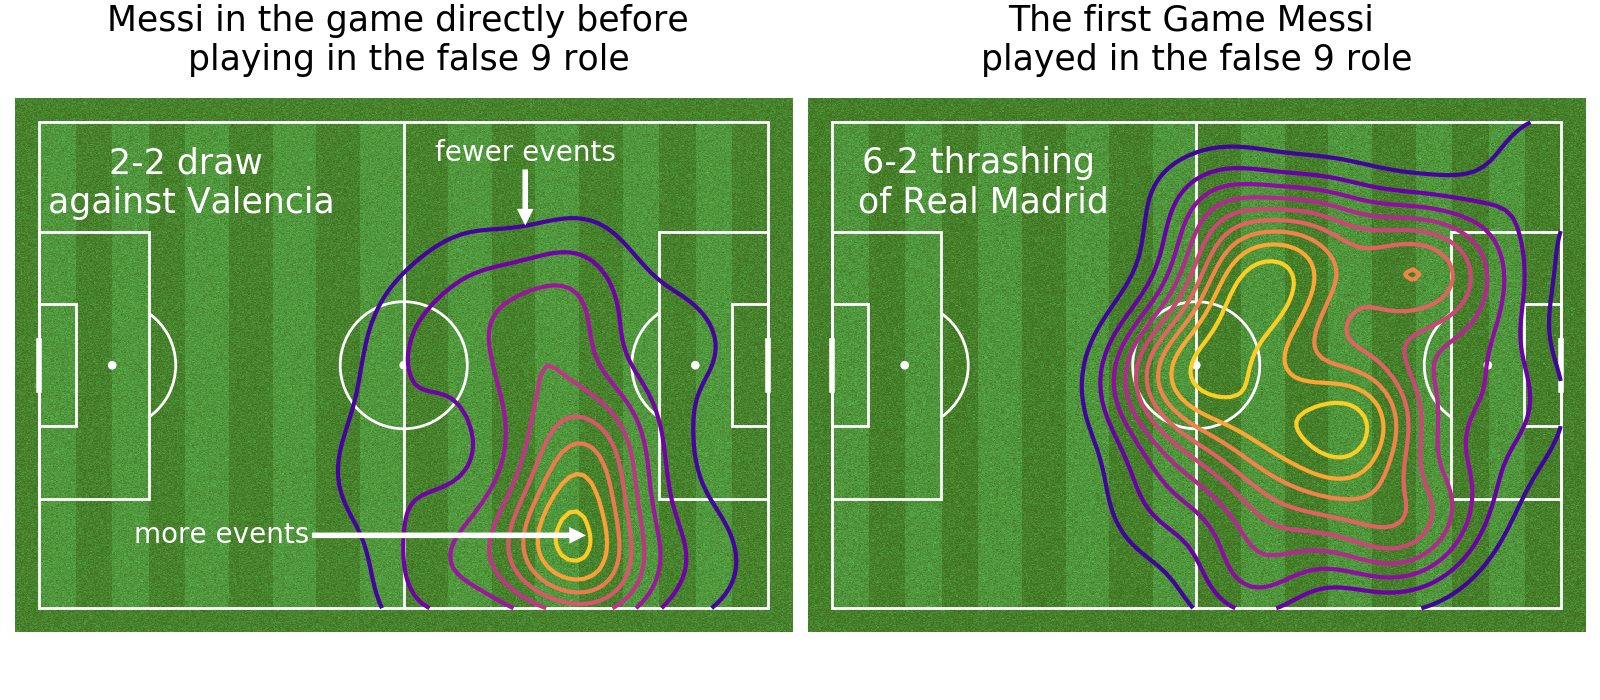 Messi in the game directly before
playing in the false 9 role
2-2 draw
against Valencia
fewer events
more events
The first Game Messi
played in the false 9 role
6-2 thrashing
of Real Madrid